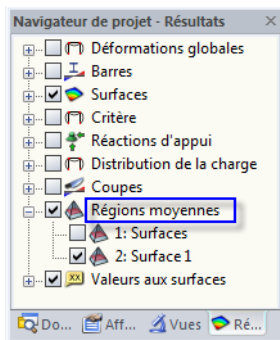 Navigateur de projet - Résultats
Déformations globales
Barres
Surfaces
Critère
Réactions d'appui
Distribution de la charge
Coupes
Régions moyennes
1: Surfaces
2: Surface 1
Valeurs aux surfaces
Do... Aff... Vues Ré...